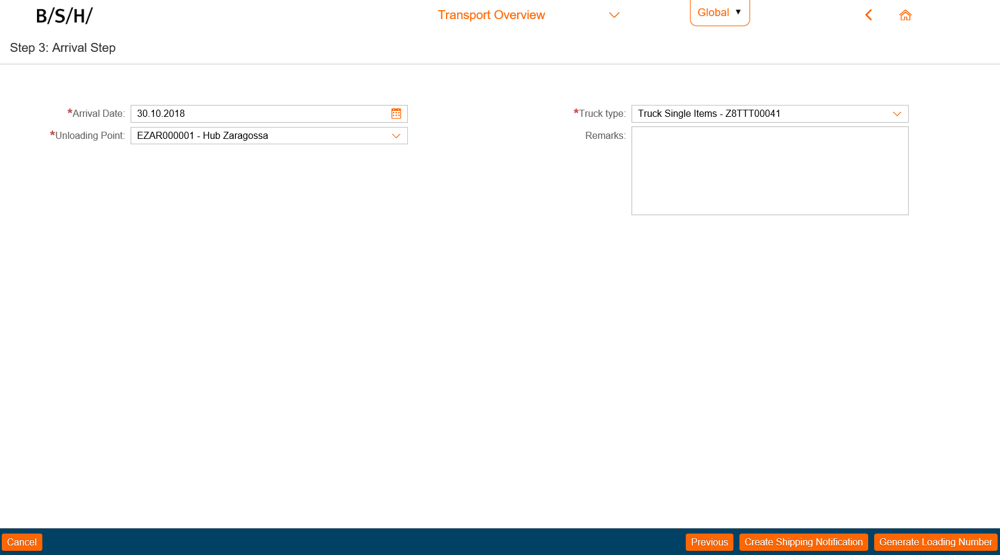 B/S/H/
Transport Overview
Global ▼
Step 3: Arrival Step
*Arrival Date: 30.10.2018
*Truck type: Truck Single Items - Z8TTT00041
*Unloading Point: EZAR000001 - Hub Zaragossa
Remarks:
Cancel
Previous
Create Shipping Notification
Generate Loading Number